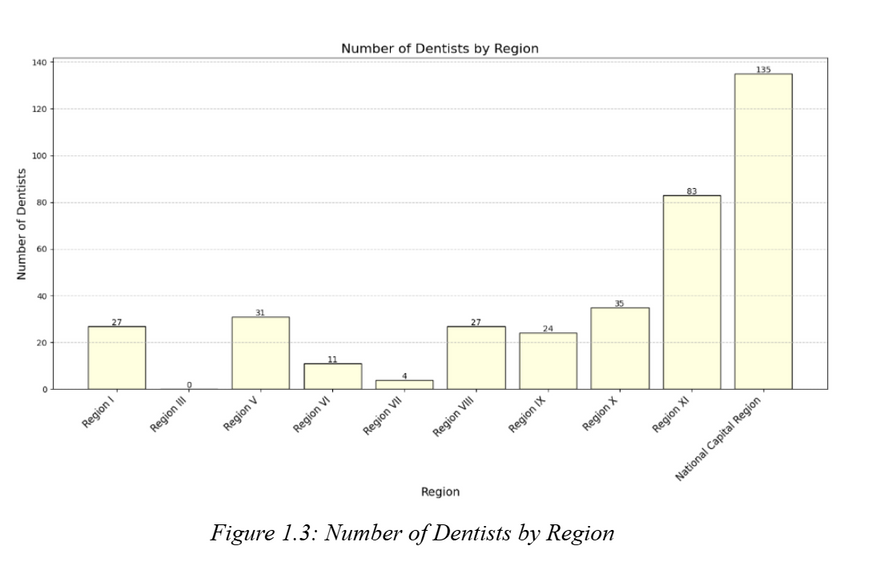 Number of Dentists by Region
Number of Dentists
140
120
100
80
60
40
20
0
27
0
31
11
4
27
24
35
83
135
Region I
Region III
Region V
Region VI
Region VII
Region VIII
Region IX
Region X
Region XI
National Capital Region
Region
Figure 1.3: Number of Dentists by Region